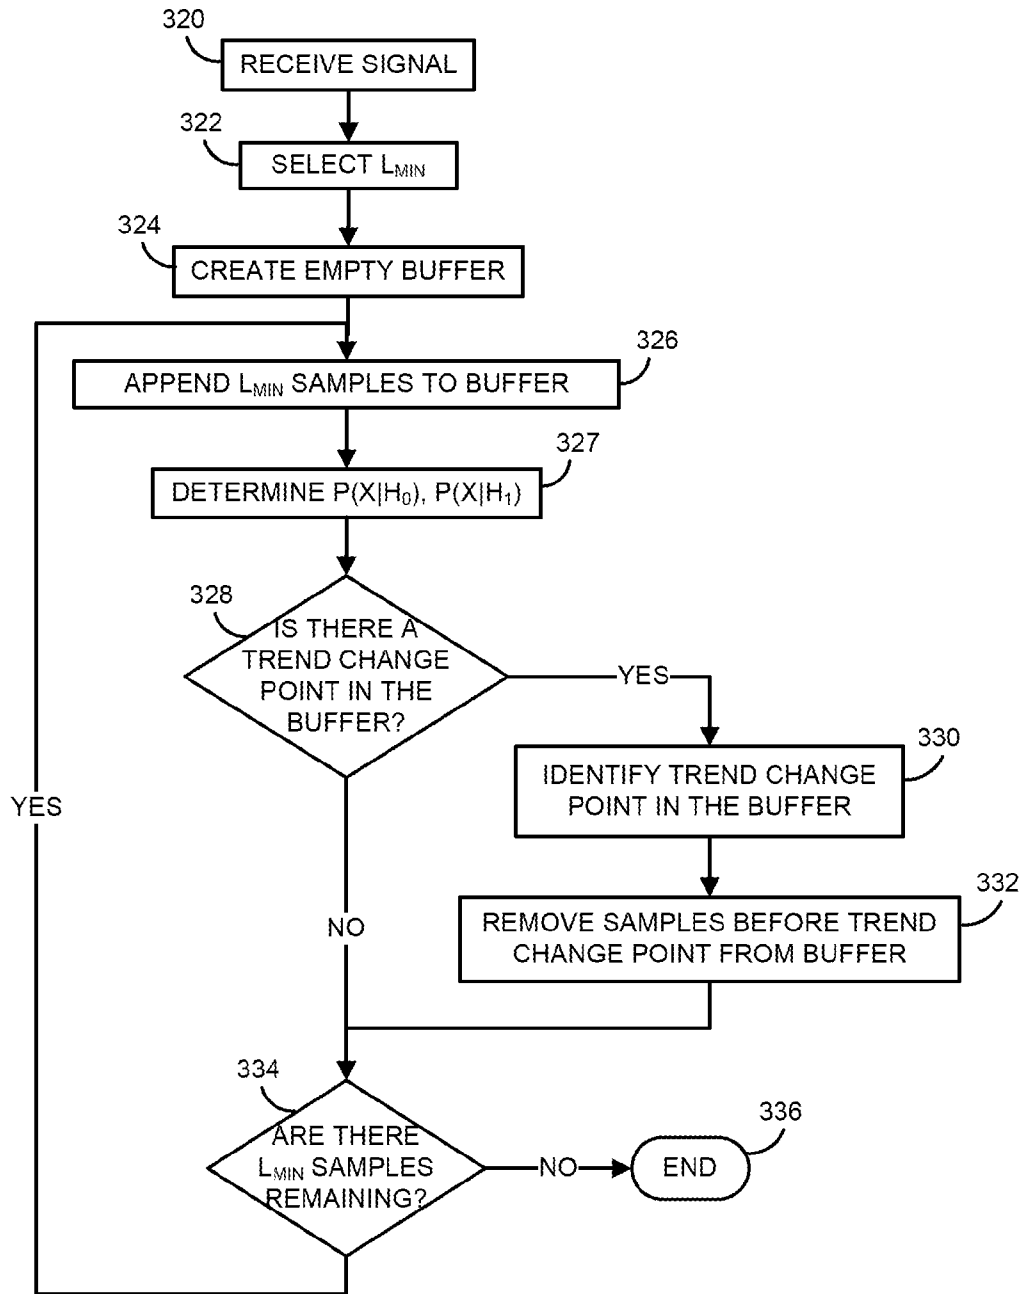 320
RECEIVE SIGNAL
322
SELECT LMIN
324
CREATE EMPTY BUFFER
326
APPEND LMIN SAMPLES TO BUFFER
327
DETERMINE P(X|H0), P(X|H1)
328
IS THERE A
TREND CHANGE
POINT IN THE
BUFFER?
YES
330
IDENTIFY TREND CHANGE
POINT IN THE BUFFER
YES
332
REMOVE SAMPLES BEFORE TREND
CHANGE POINT FROM BUFFER
NO
334
ARE THERE
LMIN SAMPLES
REMAINING?
NO
336
END